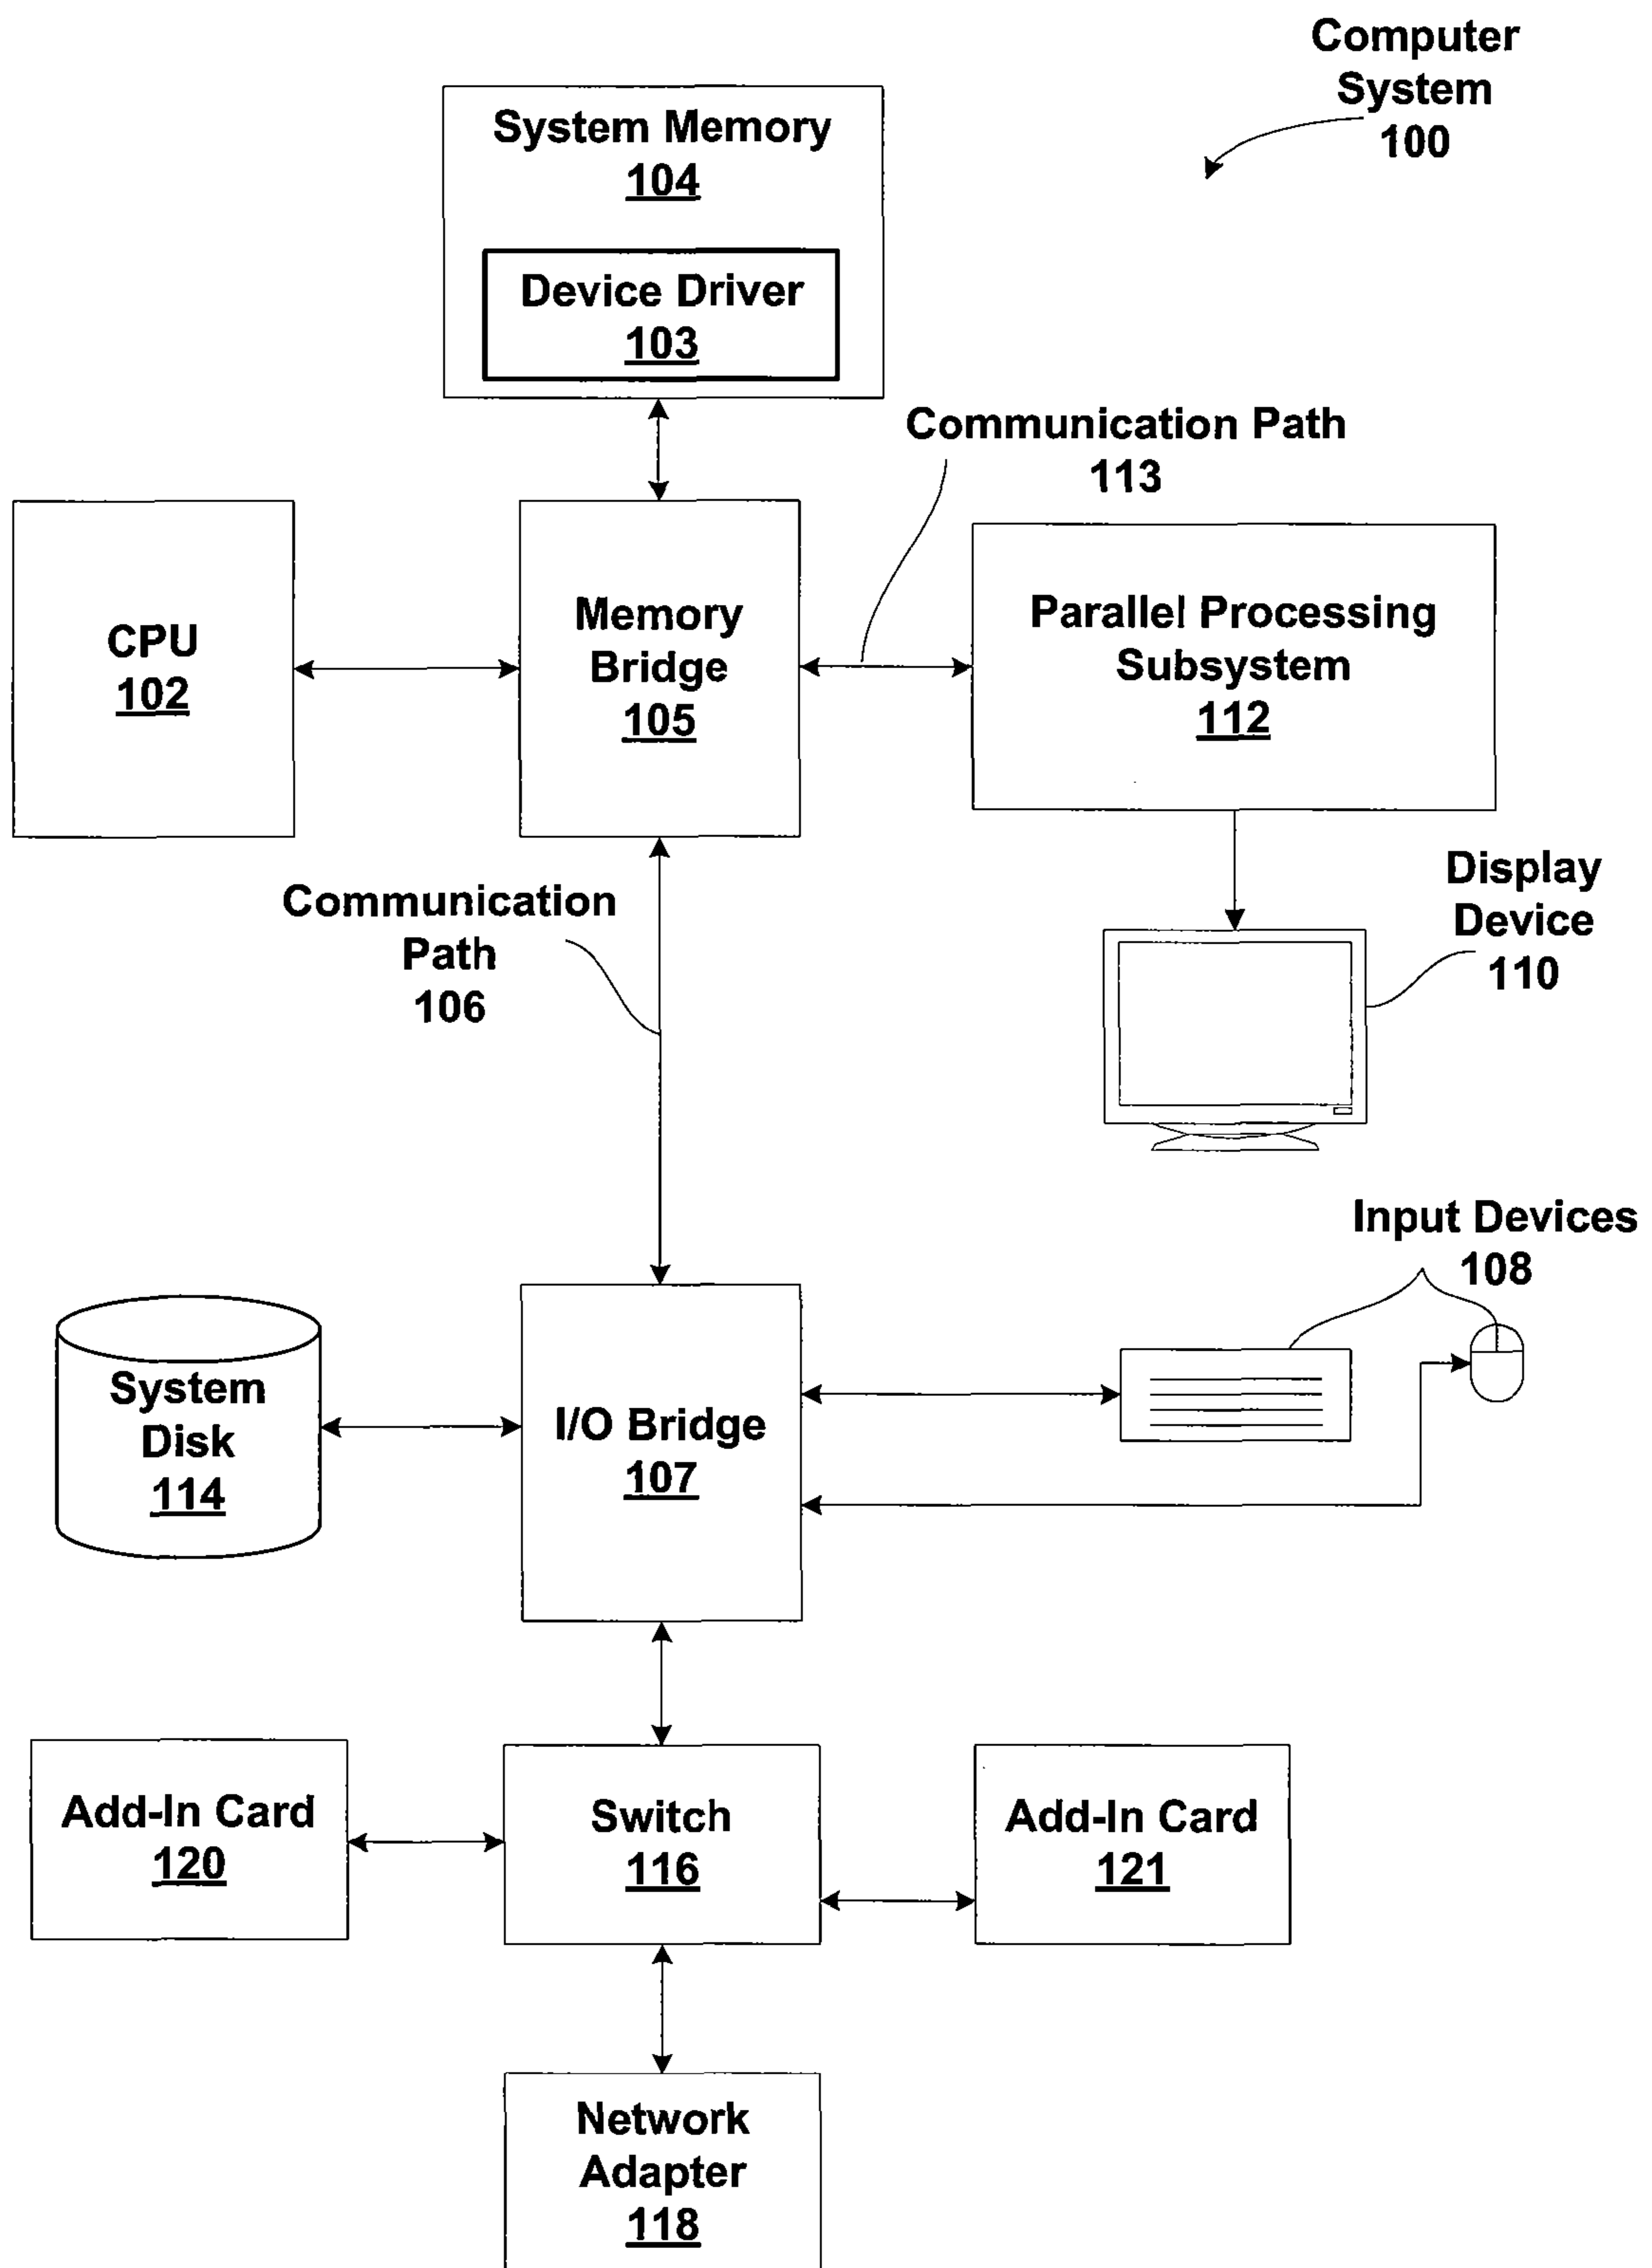 Computer
System
100
System Memory
104
Device Driver
103
Communication Path
113
CPU
102
Memory
Bridge
105
Parallel Processing
Subsystem
112
Communication
Path
106
Display
Device
110
Input Devices
108
System
Disk
114
I/O Bridge
107
Add-In Card
120
Switch
116
Add-In Card
121
Network
Adapter
118